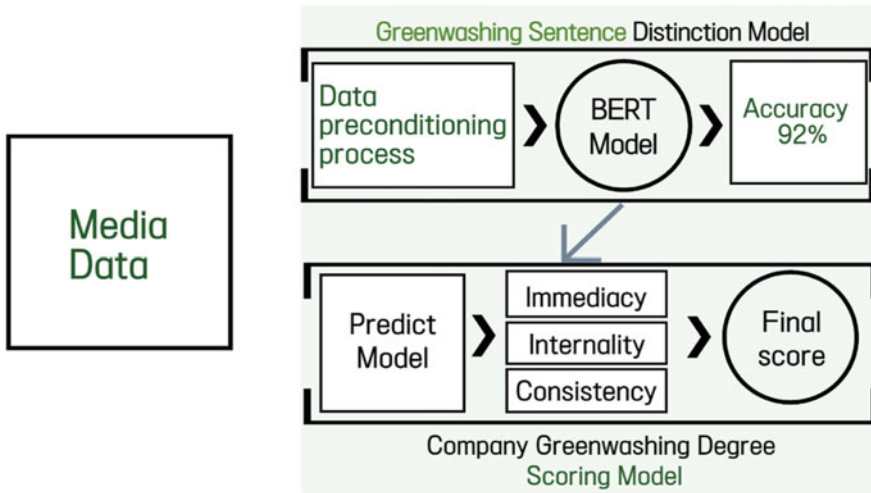 Media
Data
Greenwashing Sentence Distinction Model
Data
preconditioning
process
BERT
Model
Accuracy
92%
Predict
Model
Immediacy
Internality
Consistency
Final
score
Company Greenwashing Degree
Scoring Model